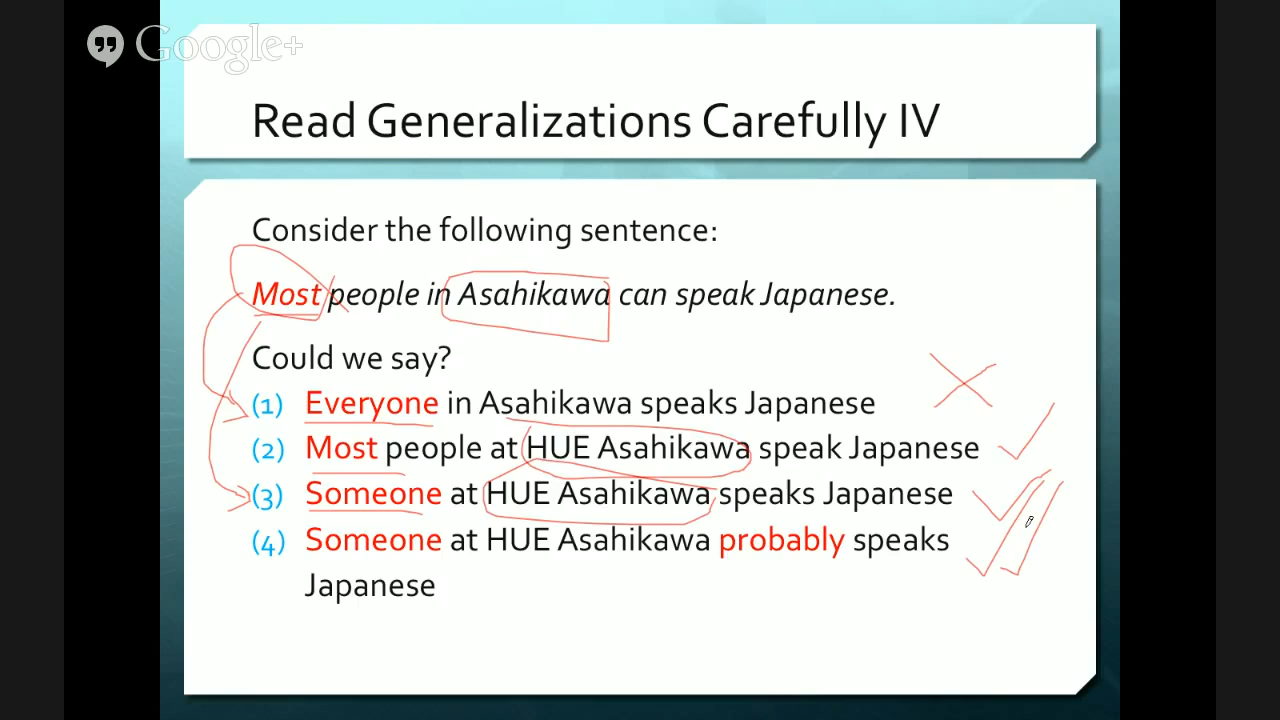 Google+
Read Generalizations Carefully IV
Consider the following sentence:
Most people in Asahikawa can speak Japanese.
Could we say?
(1) Everyone in Asahikawa speaks Japanese
(2) Most people at HUE Asahikawa speak Japanese
(3) Someone at HUE Asahikawa speaks Japanese
(4) Someone at HUE Asahikawa probably speaks
Japanese